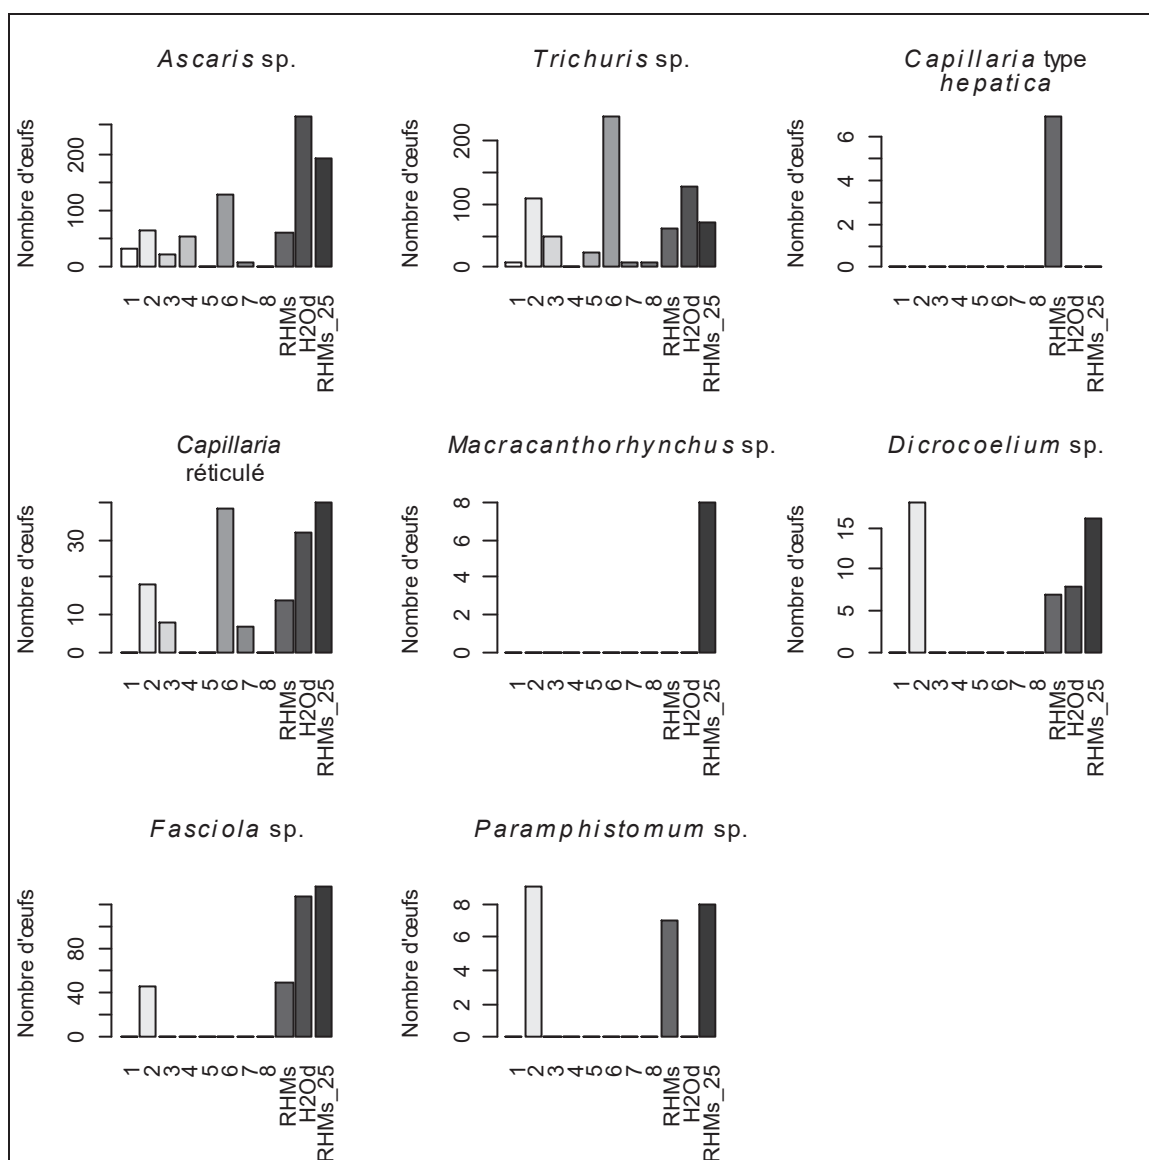 Ascaris sp.
Nombre d'œufs
0
100
200
1
2
3
4
5
6
7
8
RHMs
H2Od
RHMs_25
Trichuris sp.
Nombre d'œufs
0
100
200
1
2
3
4
5
6
7
8
RHMs
H2Od
RHMs_25
Capillaria type
hepatica
Nombre d'œufs
0
2
4
6
1
2
3
4
5
6
7
8
RHMs
H2Od
RHMs_25
Capillaria
réticulé
Nombre d'œufs
0
10
30
1
2
3
4
5
6
7
8
RHMs
H2Od
RHMs_25
Macracanthorhynchus sp.
Nombre d'œufs
0
2
4
6
8
1
2
3
4
5
6
7
8
RHMs
H2Od
RHMs_25
Dicrocoelium sp.
Nombre d'œufs
0
5
10
15
1
2
3
4
5
6
7
8
RHMs
H2Od
RHMs_25
Fasciola sp.
Nombre d'œufs
0
40
80
1
2
3
4
5
6
7
8
RHMs
H2Od
RHMs_25
Paramphistomum sp.
Nombre d'œufs
0
2
4
6
8
1
2
3
4
5
6
7
8
RHMs
H2Od
RHMs_25